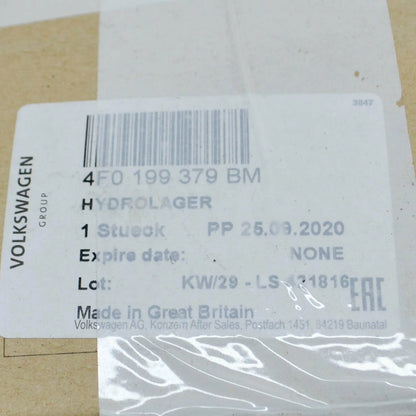 3847
VOLKSWAGEN
GROUP
4F0 199 379 BM
HYDROLAGER
1 Stueck PP 25.09.2020
Expire date: NONE
Lot: KW/29 - LS 121816
EAC
Made in Great Britain
Volkswagen AG, Konzern After Sales, Postfach 1451, 34219 Baunatal